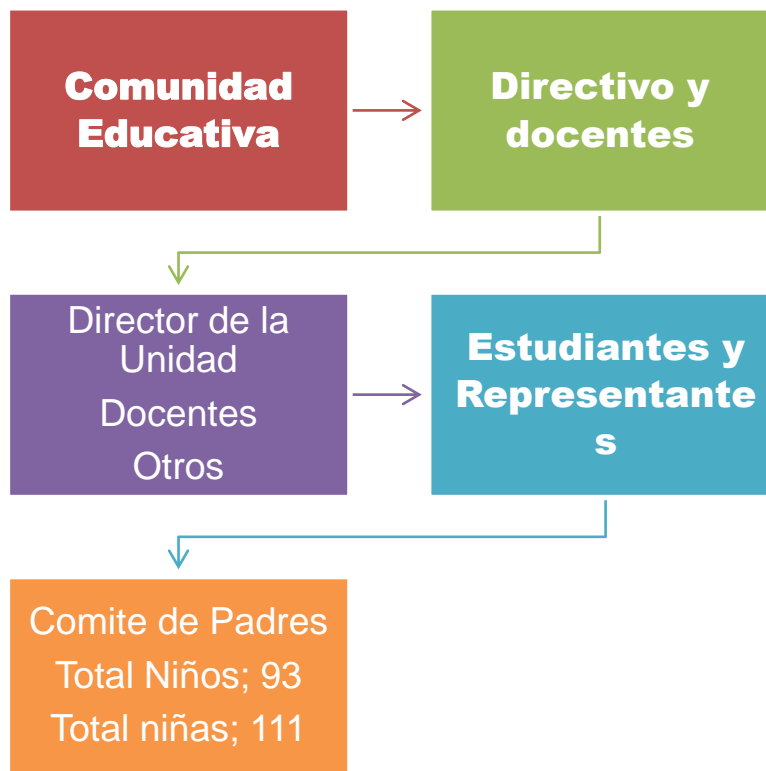 Comunidad
Educativa
Directivo y
docentes
Director de la
Unidad
Docentes
Otros
Estudiantes y
Representante
s
Comite de Padres
Total Niños; 93
Total niñas; 111